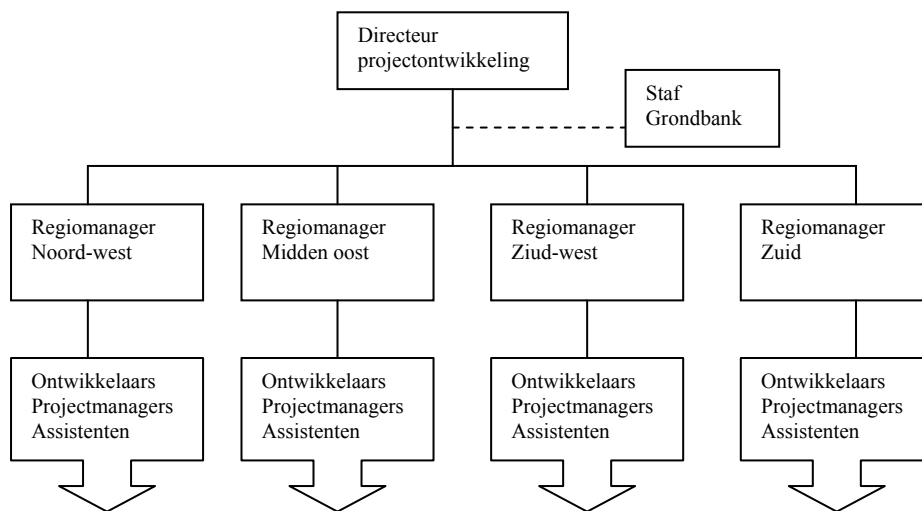 Directeur
projectontwikkeling
Staf
Grondbank
Regiomanager
Noord-west
Regiomanager
Midden oost
Regiomanager
Ziud-west
Regiomanager
Zuid
Ontwikkelaars
Projectmanagers
Assistenten
Ontwikkelaars
Projectmanagers
Assistenten
Ontwikkelaars
Projectmanagers
Assistenten
Ontwikkelaars
Projectmanagers
Assistenten